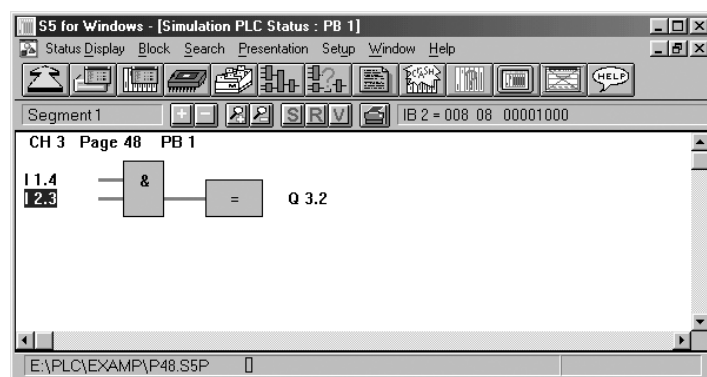 S5 for Windows - [Simulation PLC Status : PB 1]
Status Display Block Search Presentation Setup Window Help
CRASH HELP
Segment 1 + - S R V IB 2 = 008 08 00001000
CH 3 Page 48 PB 1
I 1.4 &
I 2.3 = Q 3.2
E:\PLC\EXAMP\P48.S5P